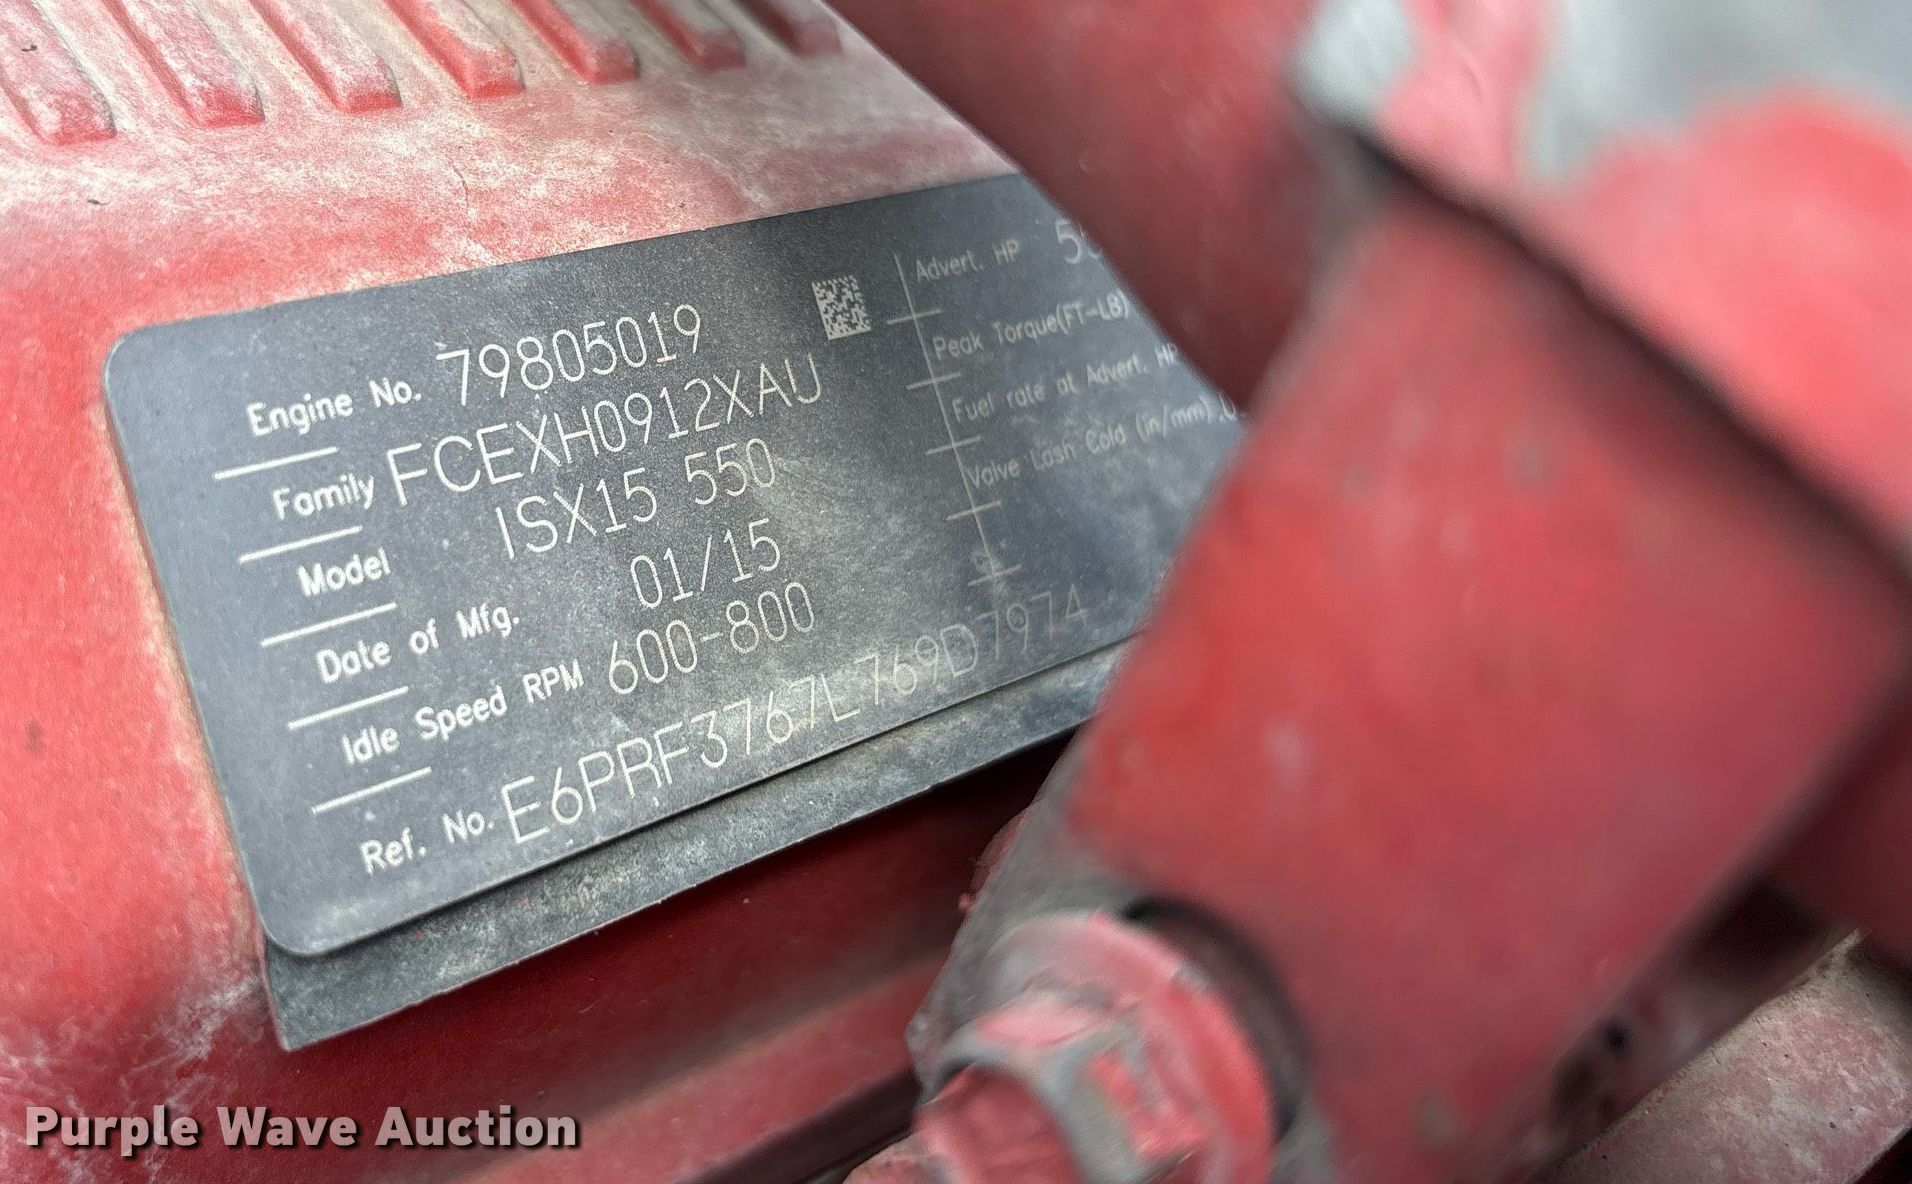 Engine No. 79805019
Family FCEXH0912XAU
Model ISX15 550
Date of Mfg. 01/15
Idle Speed RPM 600-800
Ref. No. E6PRF3767L769D7974
Advert. HP
Peak Torque(FT-LB)
Fuel rate at Advert. HP
Valve Lash Cold (in/mm)
Purple Wave Auction